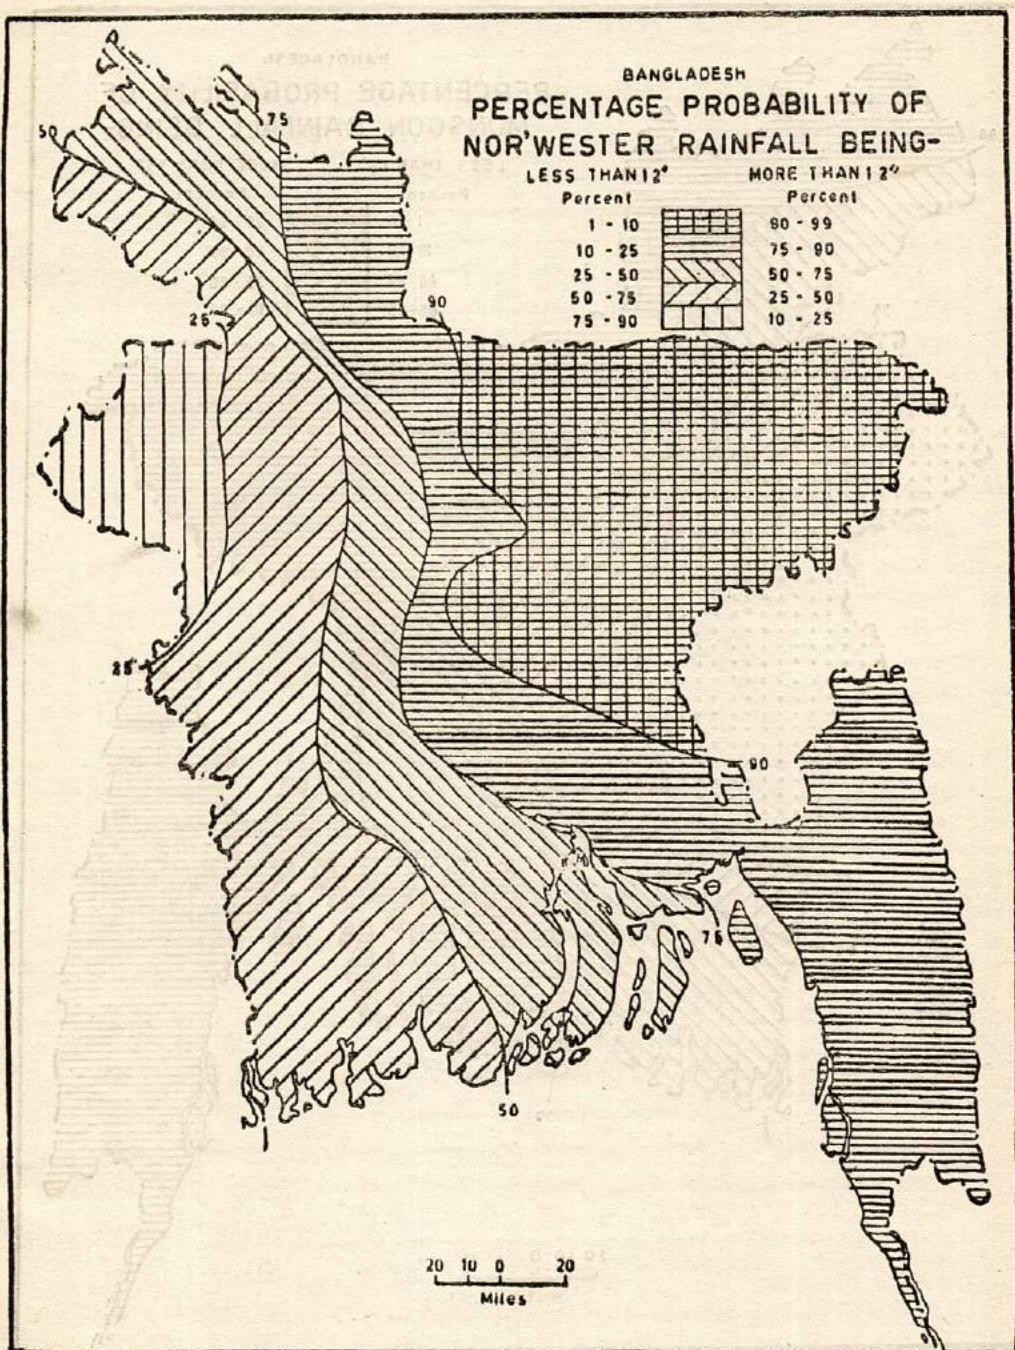 BANGLADESH
PERCENTAGE PROBABILITY OF
NOR'WESTER RAINFALL BEING-
LESS THAN 12" MORE THAN 12"
Percent Percent
1 - 10 90 - 99
10 - 25 75 - 90
25 - 50 50 - 75
50 - 75 25 - 50
75 - 90 10 - 25
50
75
25
90
25
90
75
50
20 10 0 20
Miles